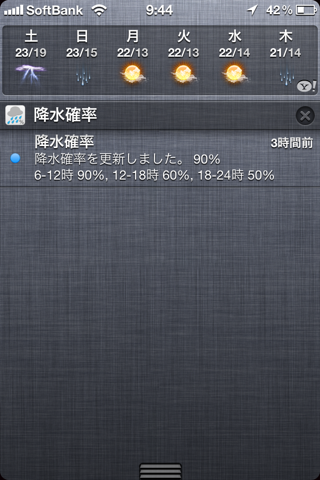 SoftBank 9:44 42%
土 日 月 火 水 木
23/19 23/15 22/13 22/13 22/14 21/14
Y!
降水確率
降水確率 3時間前
降水確率を更新しました。 90%
6-12時 90%, 12-18時 60%, 18-24時 50%